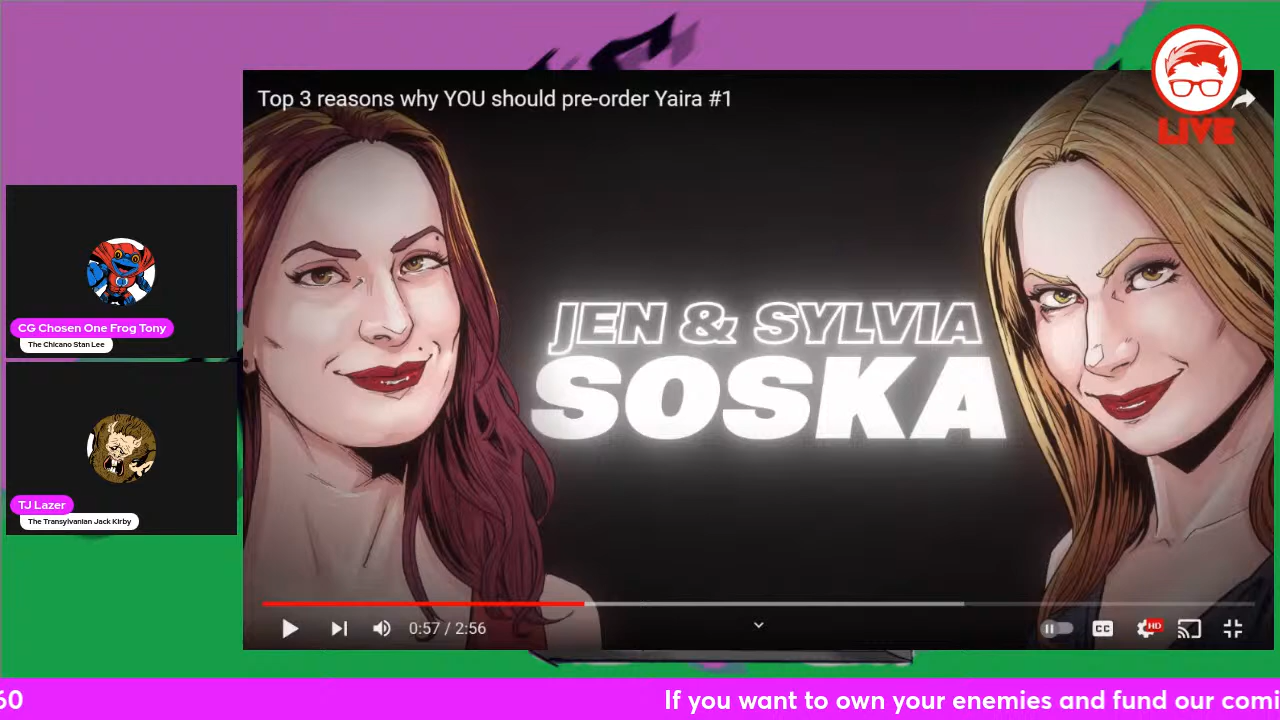 Top 3 reasons why YOU should pre-order Yaira #1
LIVE
JEN & SYLVIA
SOSKA
CG Chosen One Frog Tony
The Chicano Stan Lee
TJ Lazer
The Transylvanian Jack Kirby
0:57 / 2:56
CC
HD
60
If you want to own your enemies and fund our comi